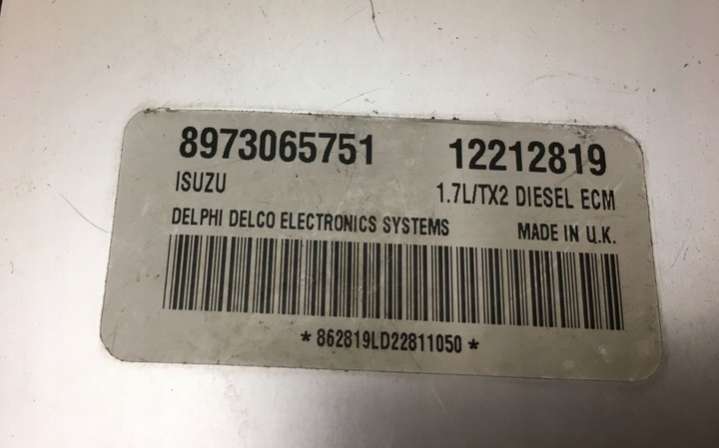 8973065751 12212819
ISUZU 1.7L/TX2 DIESEL ECM
DELPHI DELCO ELECTRONICS SYSTEMS MADE IN U.K.
*862819LD22811050*